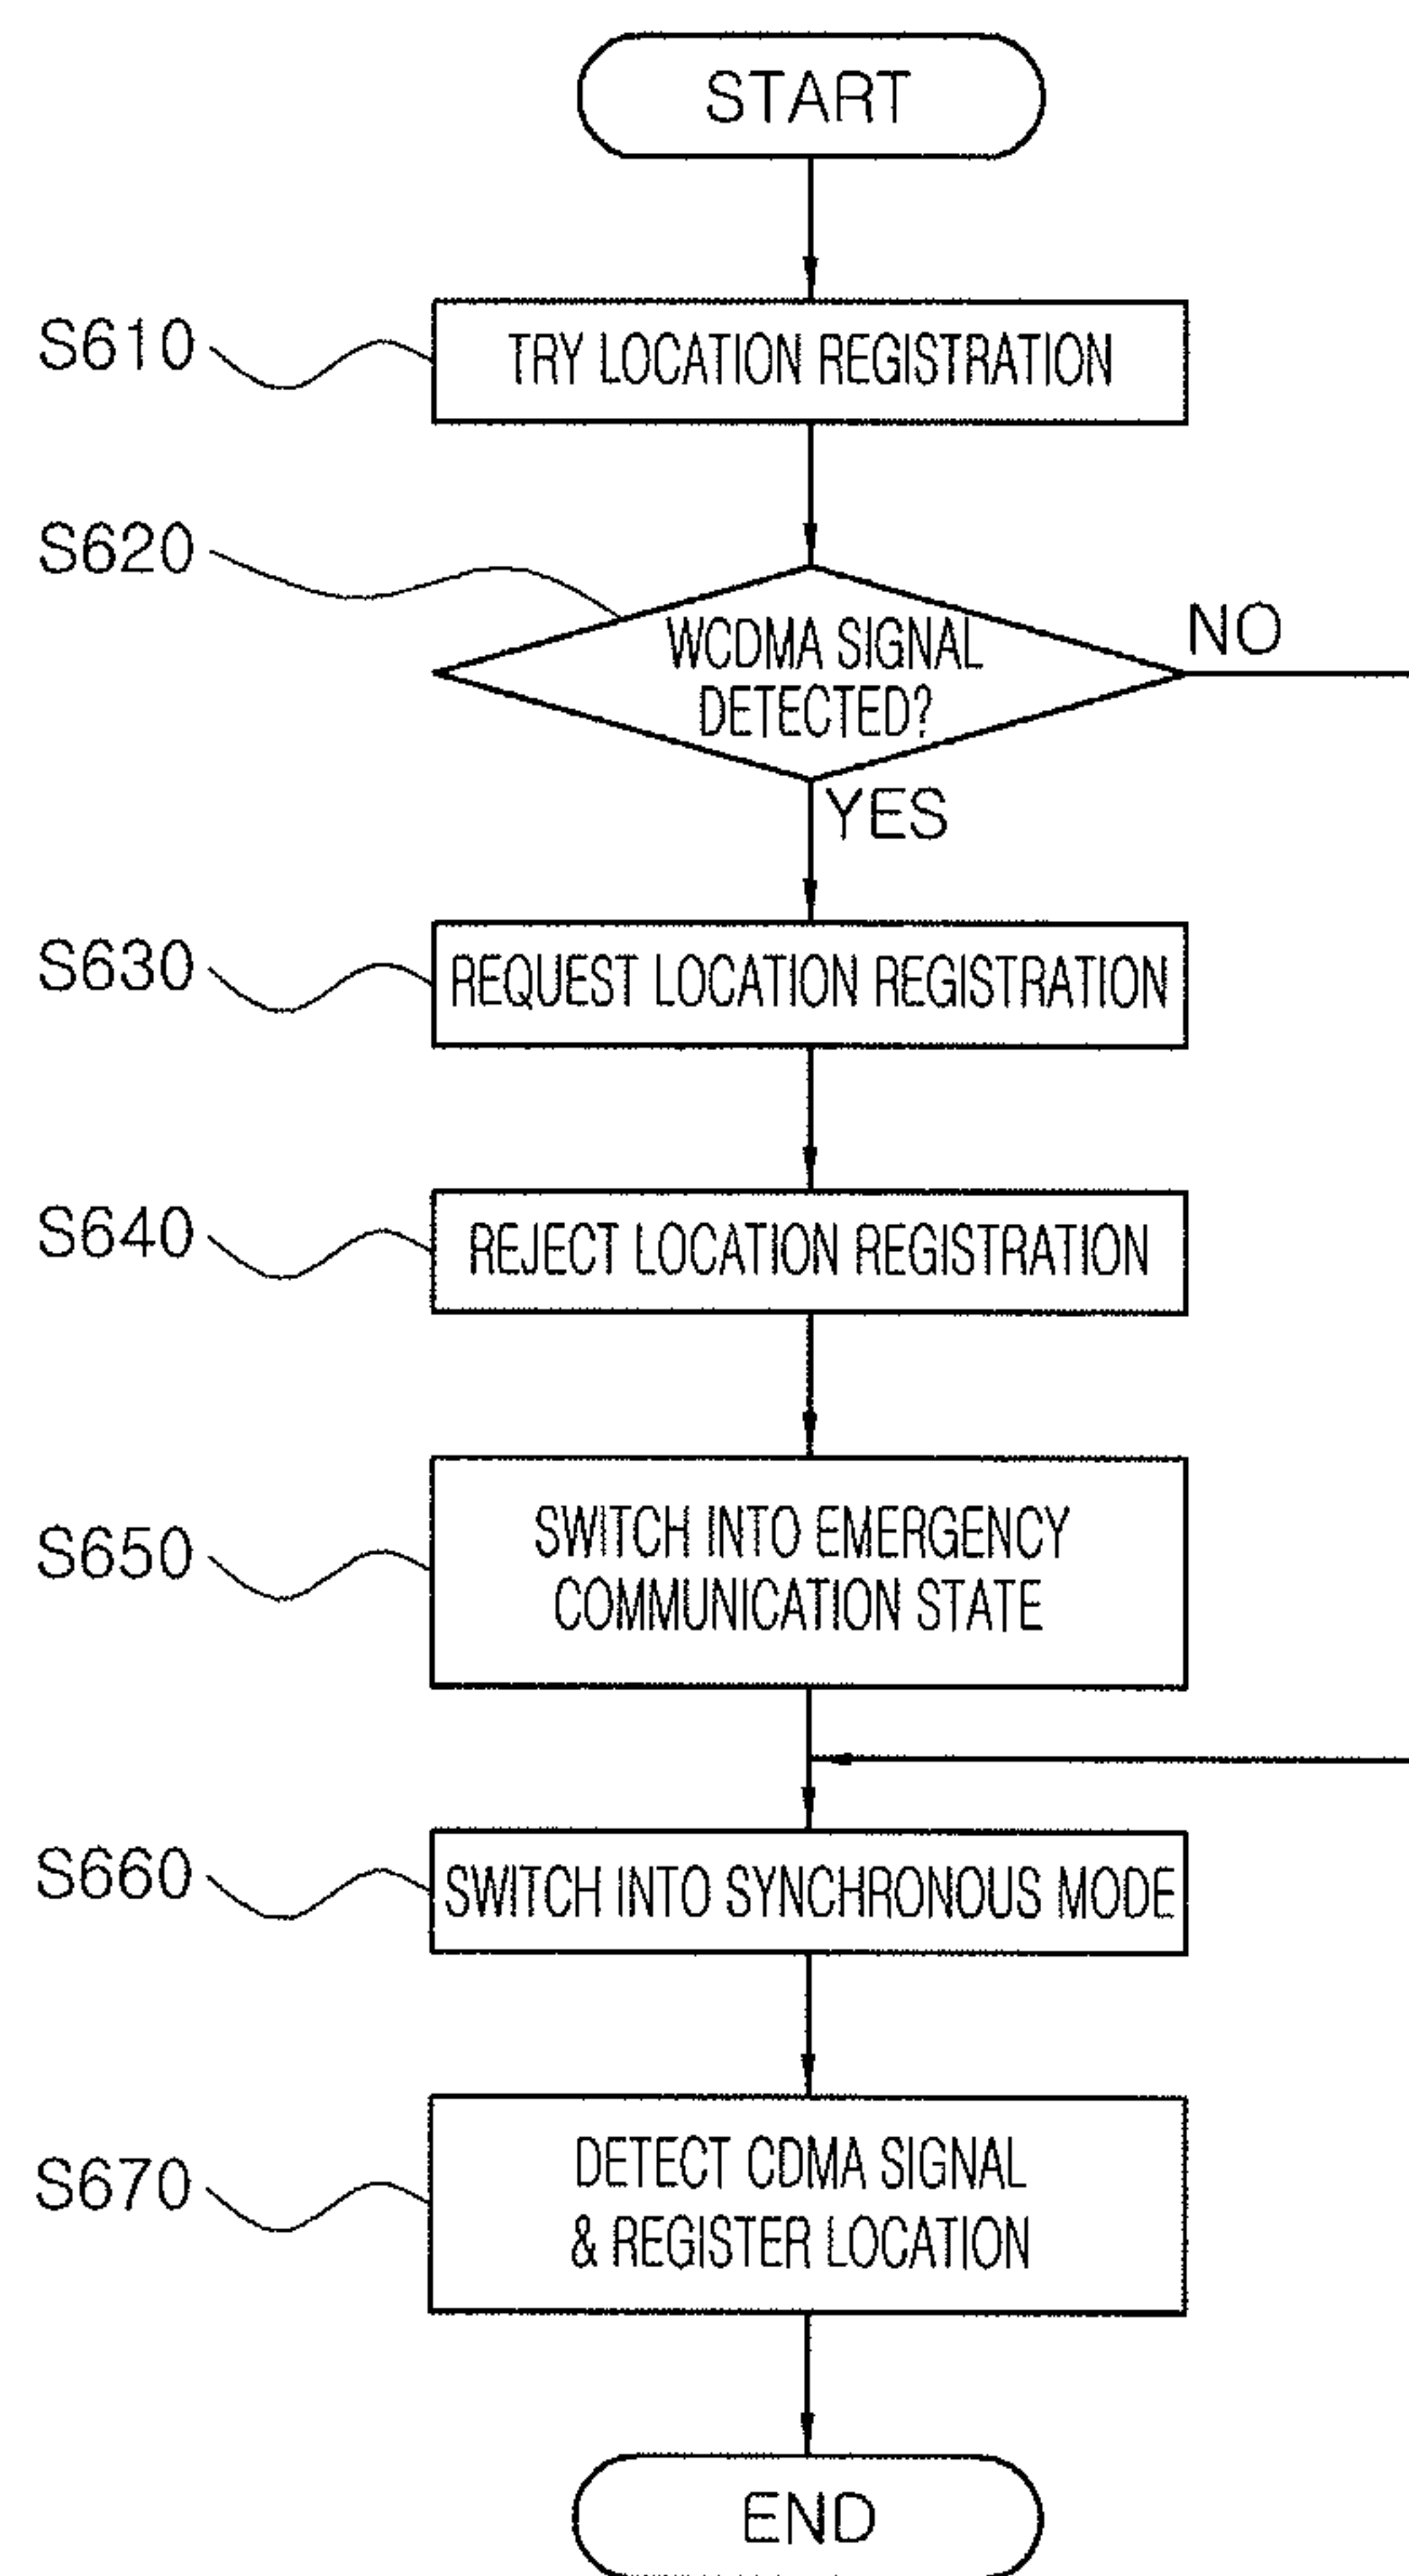 START
S610
TRY LOCATION REGISTRATION
S620
WCDMA SIGNAL
DETECTED?
NO
YES
S630
REQUEST LOCATION REGISTRATION
S640
REJECT LOCATION REGISTRATION
S650
SWITCH INTO EMERGENCY
COMMUNICATION STATE
S660
SWITCH INTO SYNCHRONOUS MODE
S670
DETECT CDMA SIGNAL
& REGISTER LOCATION
END